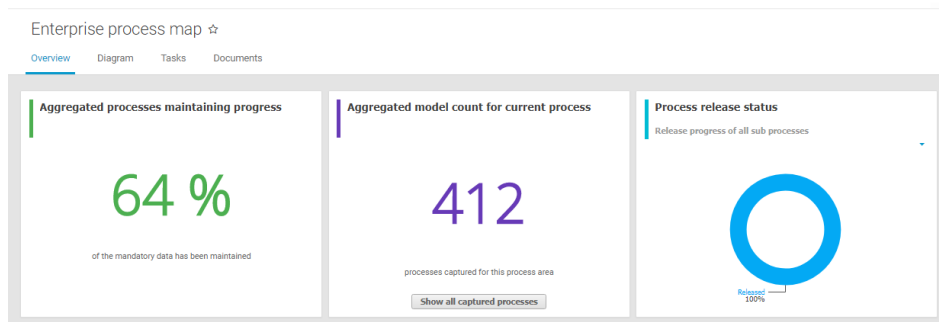 Enterprise process map
Overview Diagram Tasks Documents
Aggregated processes maintaining progress
64 %
of the mandatory data has been maintained
Aggregated model count for current process
412
processes captured for this process area
Show all captured processes
Process release status
Release progress of all sub processes
Released
100%